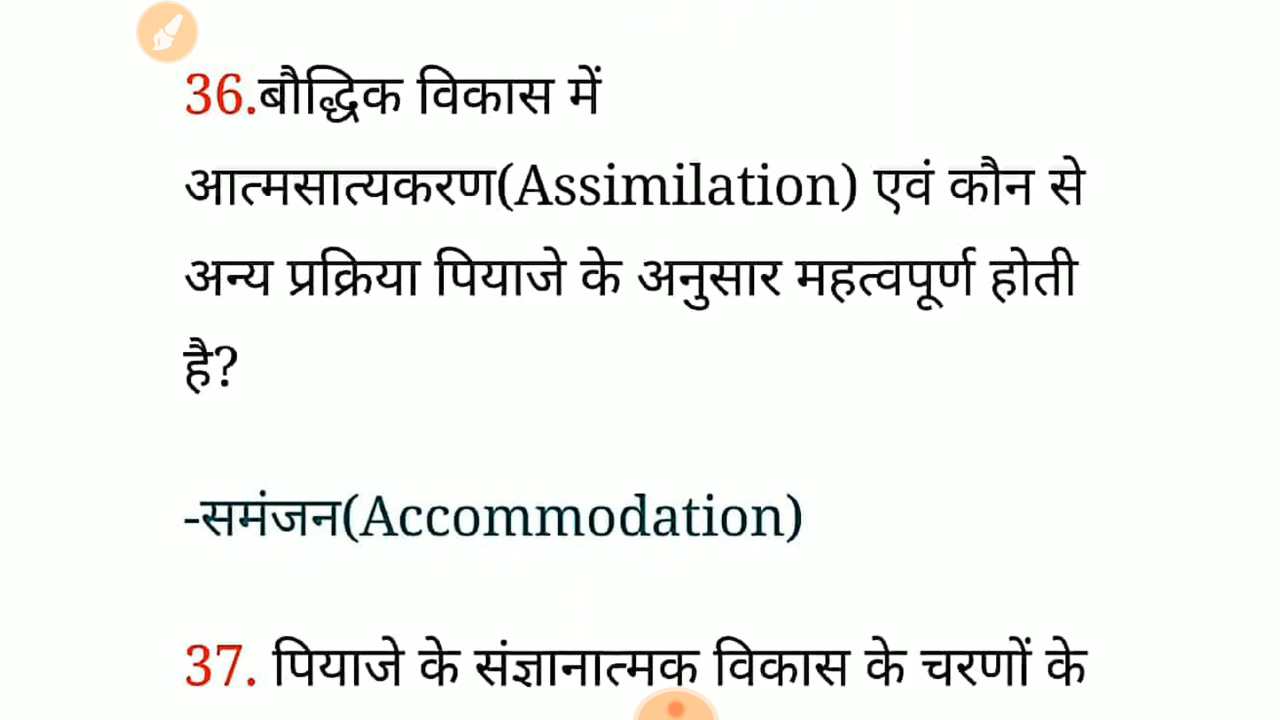 36.बौद्धिक विकास में
आत्मसात्यकरण(Assimilation) एवं कौन से
अन्य प्रक्रिया पियाजे के अनुसार महत्वपूर्ण होती
है?
-समंजन(Accommodation)
37. पियाजे के संज्ञानात्मक विकास के चरणों के